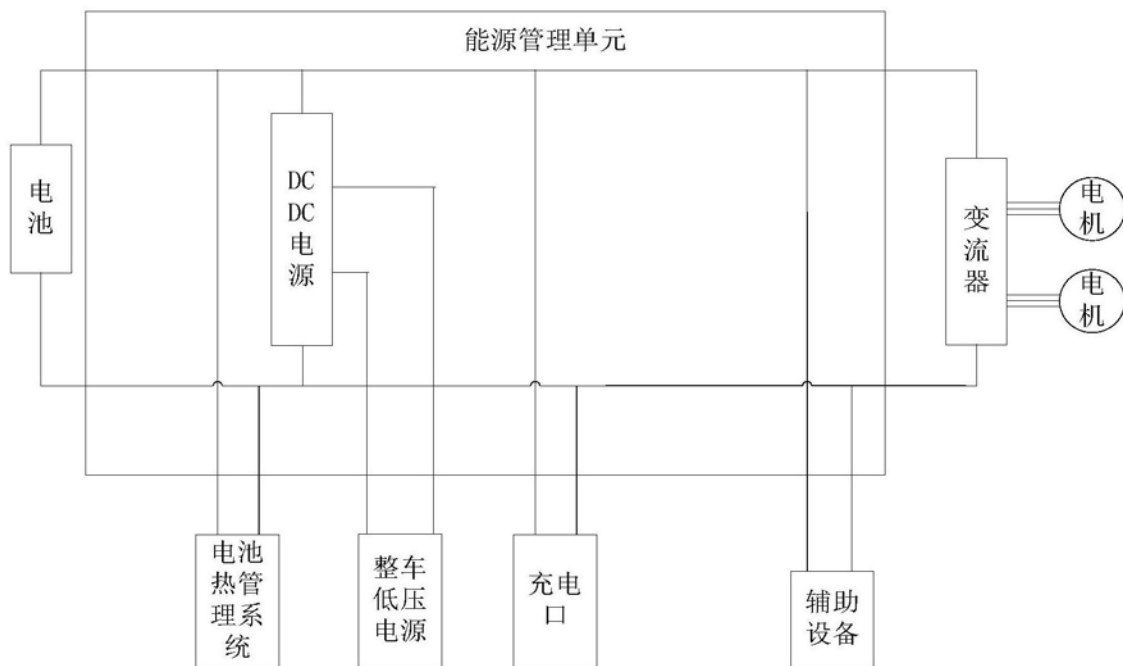 能源管理单元
电
池
DC
DC
电
源
变
流
器
电
机
电
机
电池
热管
理系
统
整车
低压
电源
充电
口
辅助
设备